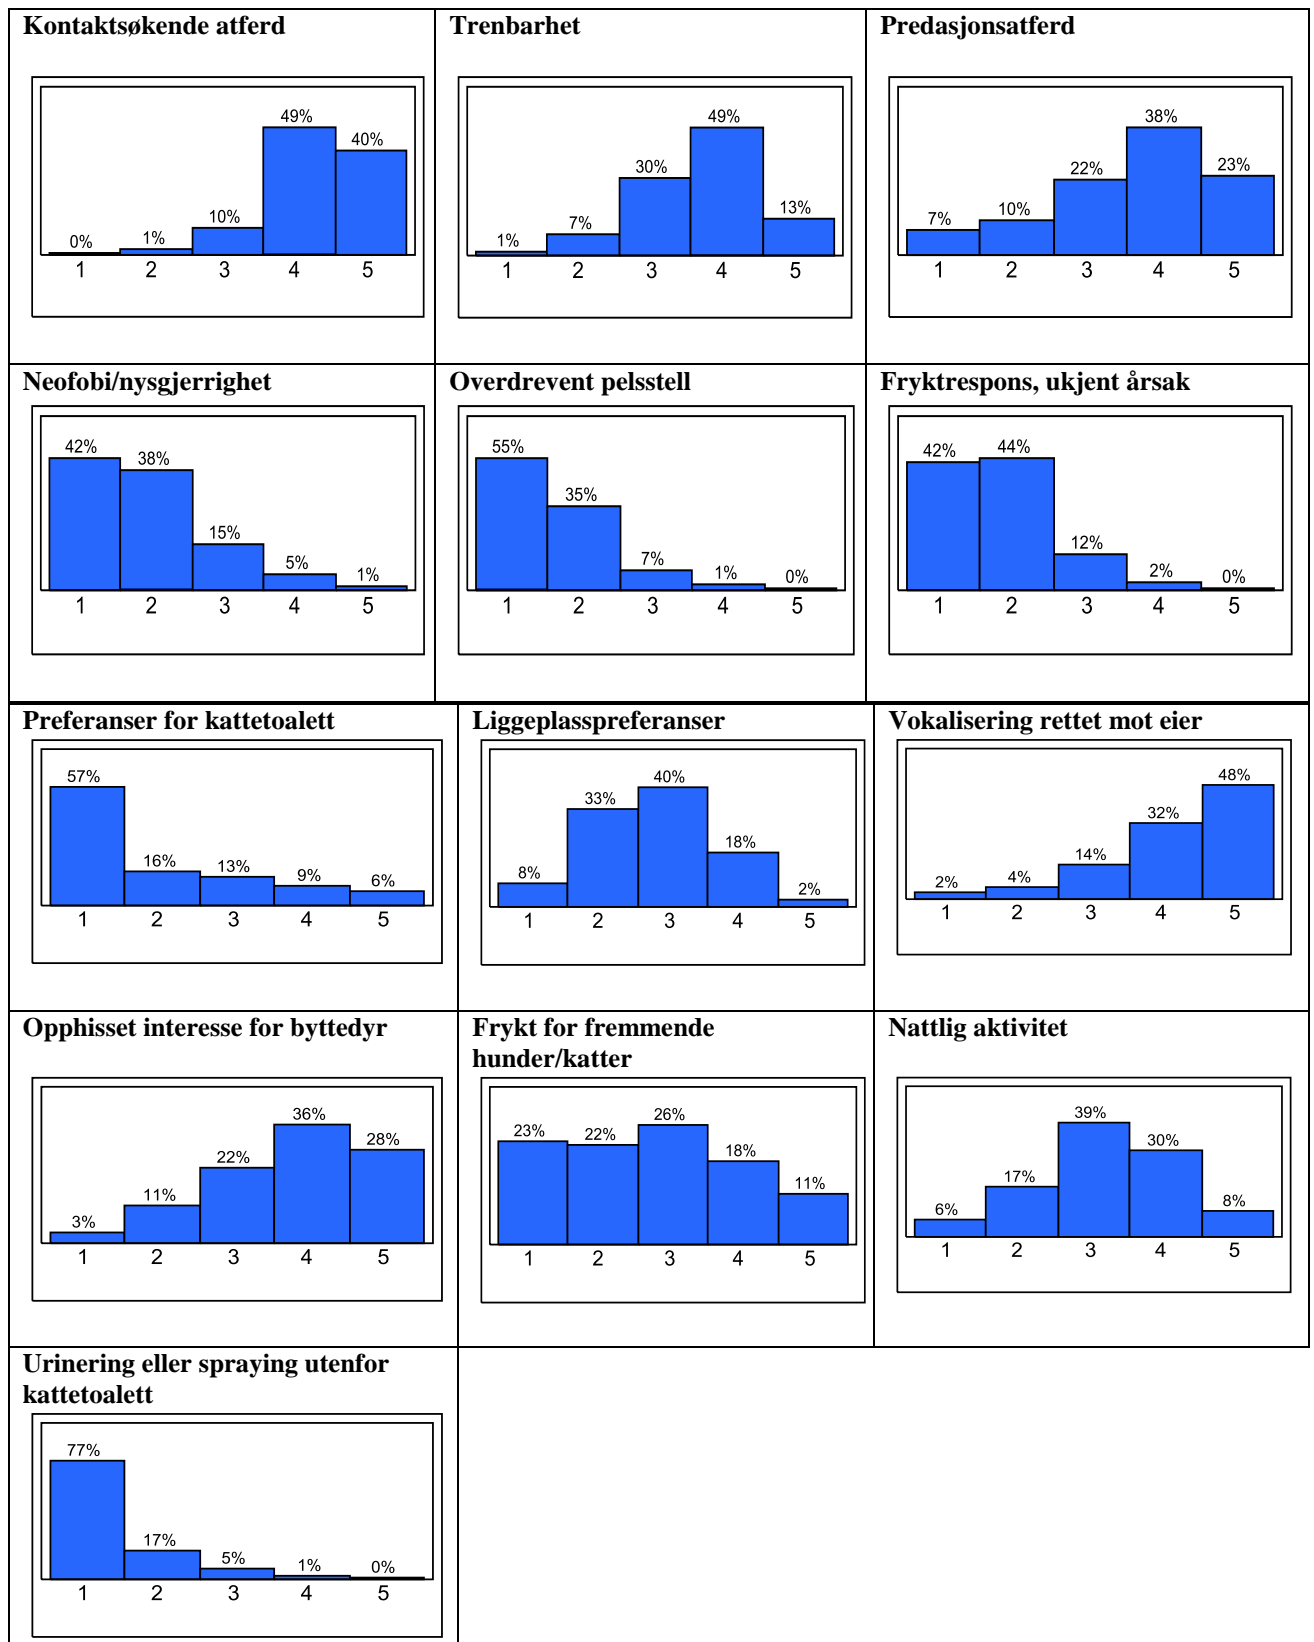 Kontaktsøkende atferd
49%
40%
10%
1%
0%
1 2 3 4 5
Trenbarhet
49%
30%
13%
7%
1%
1 2 3 4 5
Predasjonsatferd
38%
22%
23%
10%
7%
1 2 3 4 5
Neofobi/nysgjerrighet
42%
38%
15%
5%
1%
1 2 3 4 5
Overdrevent pelsstell
55%
35%
7%
1%
0%
1 2 3 4 5
Fryktrespons, ukjent årsak
42%
44%
12%
2%
0%
1 2 3 4 5
Preferanser for kattetoalett
57%
16%
13%
9%
6%
1 2 3 4 5
Liggeplasspreferanser
40%
33%
18%
8%
2%
1 2 3 4 5
Vokalisering rettet mot eier
48%
32%
14%
4%
2%
1 2 3 4 5
Opphisset interesse for byttedyr
36%
28%
22%
11%
3%
1 2 3 4 5
Frykt for fremmende
hunder/katter
26%
23%
22%
18%
11%
1 2 3 4 5
Nattlig aktivitet
39%
30%
17%
8%
6%
1 2 3 4 5
Urinering eller spraying utenfor
kattetoalett
77%
17%
5%
1%
0%
1 2 3 4 5